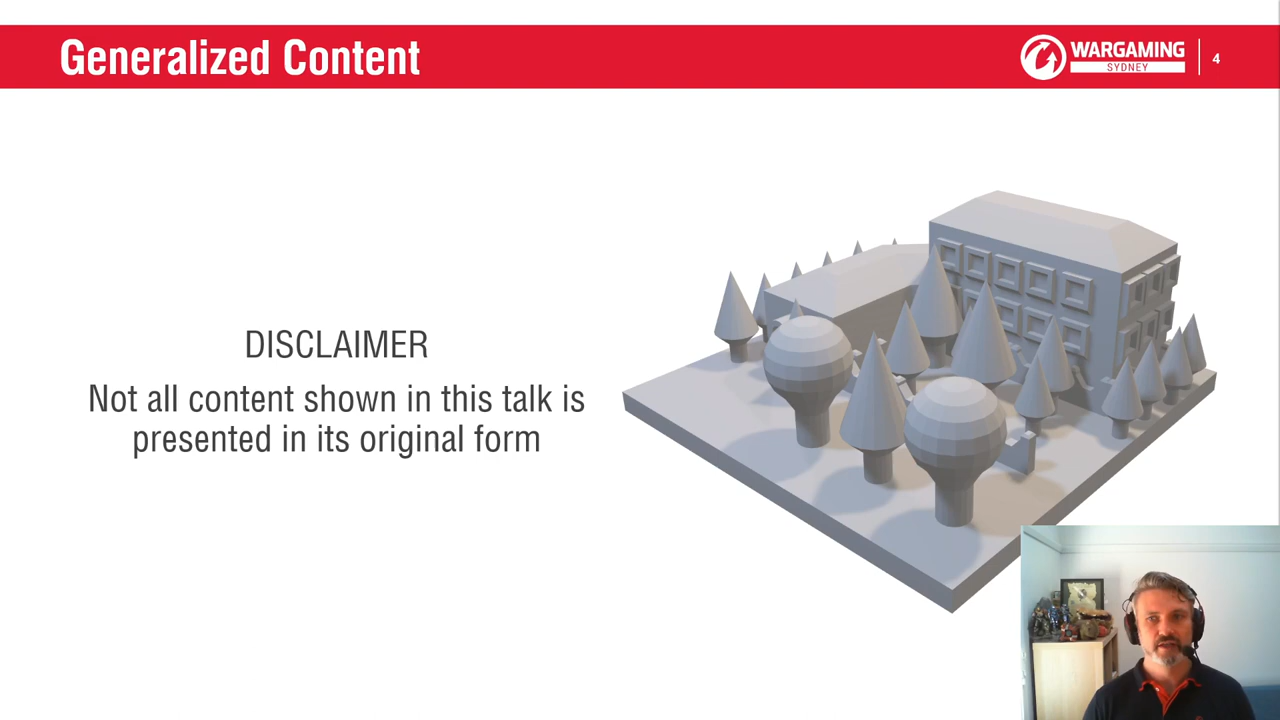 Generalized Content
WARGAMING
SYDNEY
4
DISCLAIMER
Not all content shown in this talk is
presented in its original form